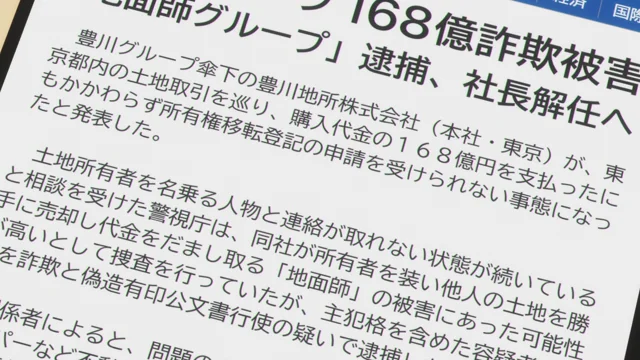 経済 国際
168億詐欺被害
地面師グループ」逮捕、社長解任へ
豊川グループ傘下の豊川地所株式会社（本社・東京）が、東
京都内の土地取引を巡り、購入代金の１６８億円を支払ったに
もかかわらず所有権移転登記の申請を受けられない事態になっ
たと発表した。
土地所有者を名乗る人物と連絡が取れない状態が続いている
と相談を受けた警視庁は、同社が所有者を装い他人の土地を勝
手に売却し代金をだまし取る「地面師」の被害にあった可能性
が高いとして捜査を行っていたが、主犯格を含めた容疑者
を詐欺と偽造有印公文書行使の疑いで逮捕し
係者によると、問題の
パーなど不動